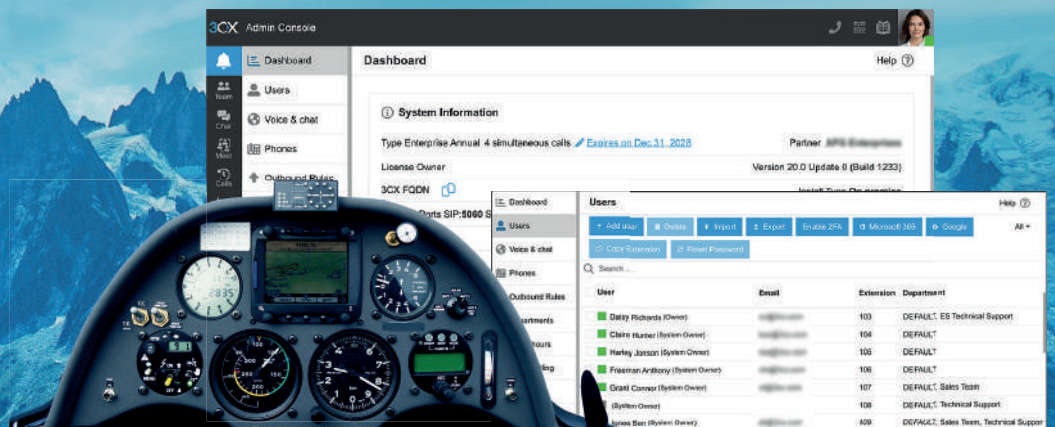 3CX Admin Console
Dashboard
Users
Voice & chat
Phones
Outbound Rules
Team
Chat
Meet
Calls
Dashboard
Help
System Information
Type Enterprise Annual 4 simultaneous calls Expires on Dec 31, 2028
Partner
License Owner
Version 20.0 Update 0 (Build 1233)
3CX FQDN
Install Type On-premise
Ports SIP:5060
Dashboard
Users
Voice & chat
Phones
Outbound Rules
Users
Help
+ Add user
Delete
Import
Export
Enable 2FA
Microsoft 365
Google
All
Copy Extension
Reset Password
Search ...
User Email Extension Department
Daisy Richards (Owner) 103 DEFAULT, ES Technical Support
Claire Hunter (System Owner) 104 DEFAULT
Harley Jonson (System Owner) 105 DEFAULT
Freeman Anthony (System Owner) 106 DEFAULT
Grant Connor (System Owner) 107 DEFAULT, Sales Team
(System Owner) 108 DEFAULT, Technical Support
Jones Ben (System Owner) 109 DEFAULT, Sales Team, Technical Suppor